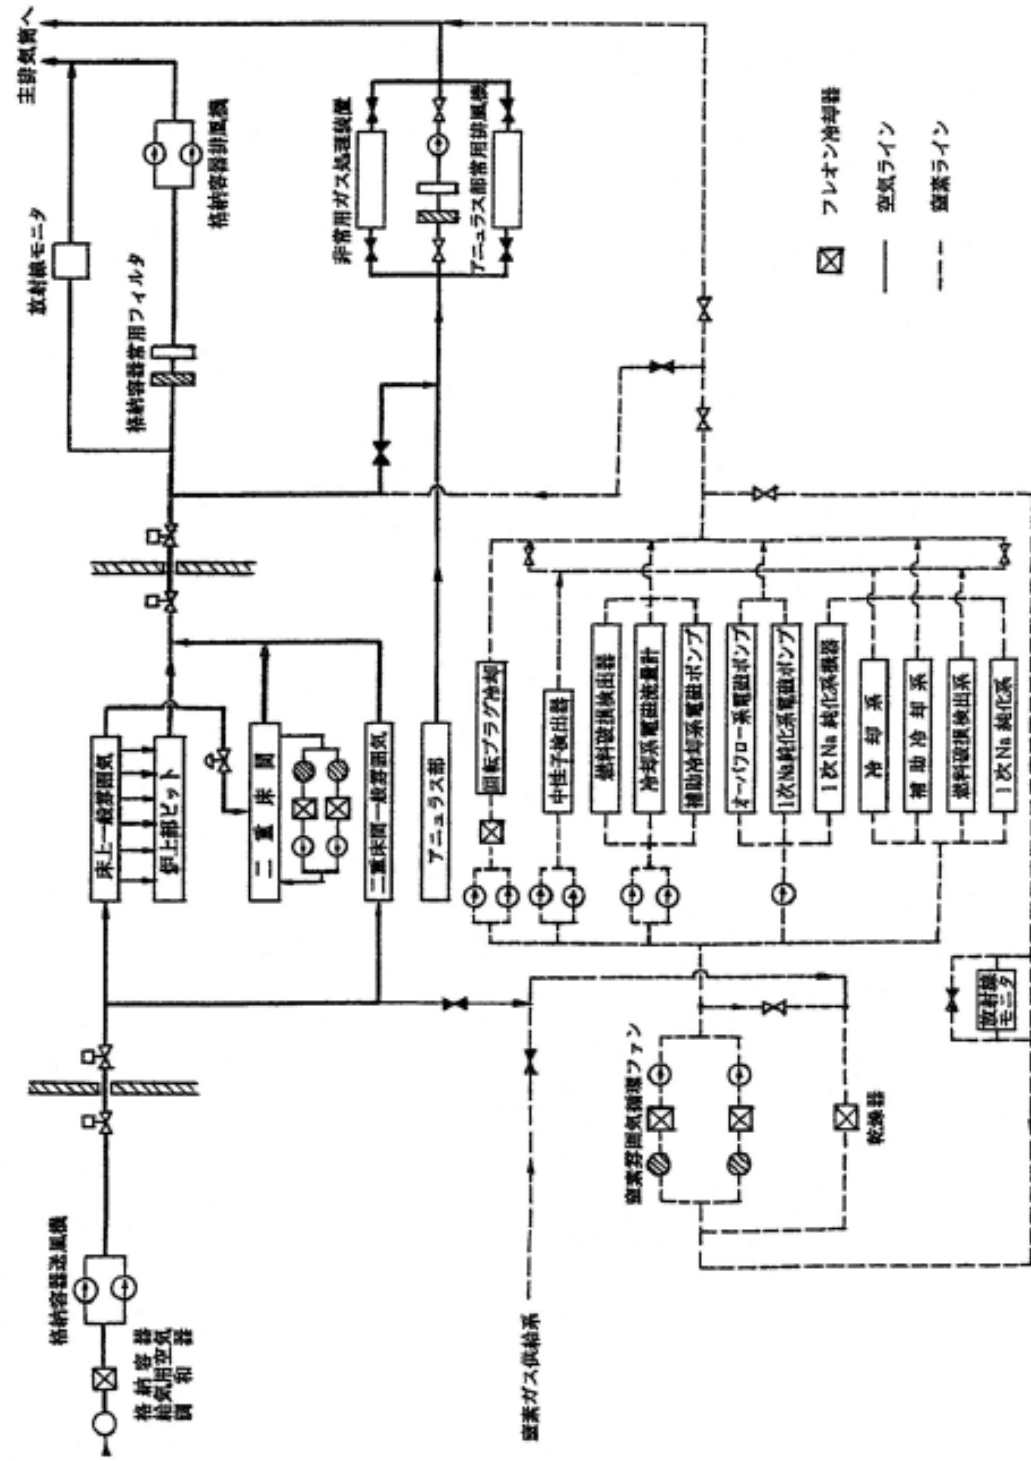 主排気筒へ
放射線モニタ
格納容器排風機
格納容器常用フィルタ
非常用ガス処理装置
アニュラス部常用排風機
フレオン冷却器
空気ライン
窒素ライン
床上一般雰囲気
炉上部ピット
二重床間
二重床間一般雰囲気
アニュラス部
回転プラグ冷却
中性子検出器
燃料破損検出器
冷却系電磁流量計
補助冷却系電磁ポンプ
オーバフロー系電磁ポンプ
1次Na純化系電磁ポンプ
1次Na純化系機器
冷却系
補助冷却系
燃料破損検出系
1次Na純化系
放射線
モニタ
窒素雰囲気循環ファン
乾燥器
格納容器送風機
格納容器
給気用空気
調和器
窒素ガス供給系